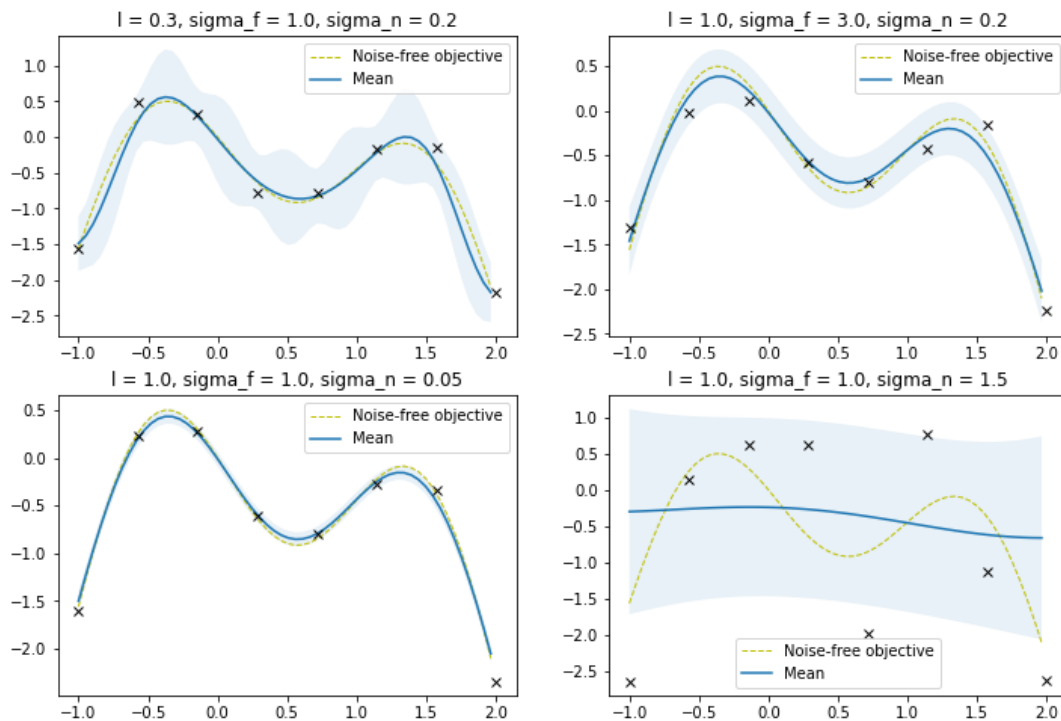 l = 0.3, sigma_f = 1.0, sigma_n = 0.2
Noise-free objective
Mean
1.0
0.5
0.0
−0.5
−1.0
−1.5
−2.0
−2.5
−1.0 −0.5 0.0 0.5 1.0 1.5 2.0
l = 1.0, sigma_f = 3.0, sigma_n = 0.2
Noise-free objective
Mean
0.5
0.0
−0.5
−1.0
−1.5
−2.0
−2.5
−1.0 −0.5 0.0 0.5 1.0 1.5 2.0
l = 1.0, sigma_f = 1.0, sigma_n = 0.05
Noise-free objective
Mean
0.5
0.0
−0.5
−1.0
−1.5
−2.0
−1.0 −0.5 0.0 0.5 1.0 1.5 2.0
l = 1.0, sigma_f = 1.0, sigma_n = 1.5
1.0
0.5
0.0
−0.5
−1.0
−1.5
−2.0
−2.5
Noise-free objective
Mean
−1.0 −0.5 0.0 0.5 1.0 1.5 2.0